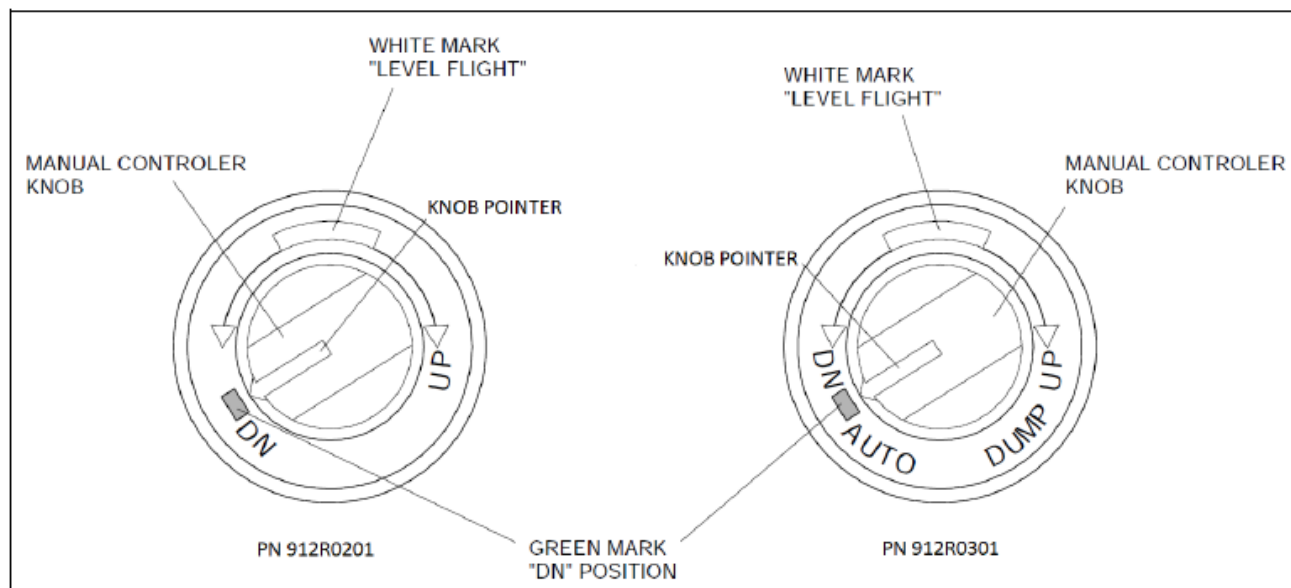 WHITE MARK
"LEVEL FLIGHT"
MANUAL CONTROLER
KNOB
KNOB POINTER
UP
DN
PN 912R0201
WHITE MARK
"LEVEL FLIGHT"
MANUAL CONTROLER
KNOB
KNOB POINTER
DN
AUTO
DUMP
UP
PN 912R0301
GREEN MARK
"DN" POSITION